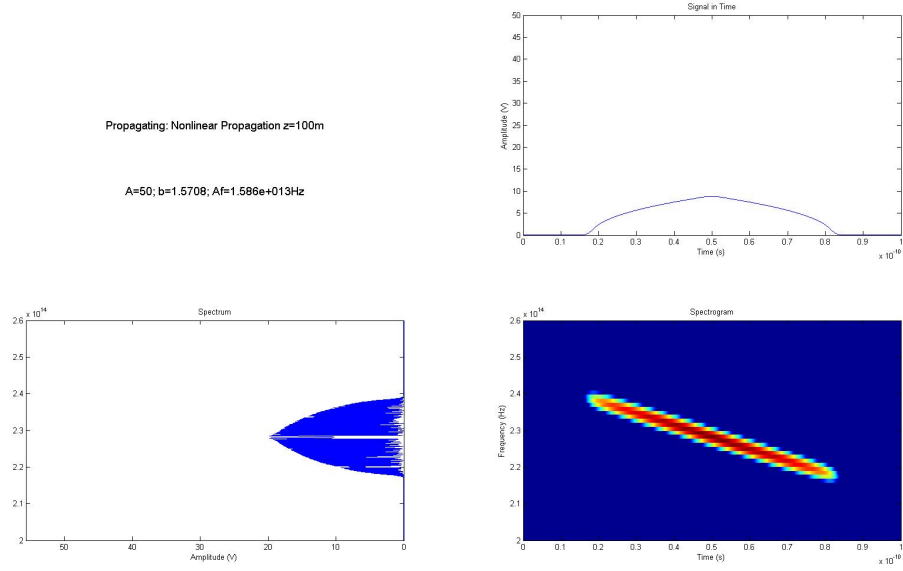 Propagating: Nonlinear Propagation z=100m
A=50; b=1.5708; Af=1.586e+013Hz
Signal in Time
50
45
40
35
30
25
20
15
10
5
0
Amplitude (V)
0 0.1 0.2 0.3 0.4 0.5 0.6 0.7 0.8 0.9 1
Time (s)
x 10^-10
x 10^14
Spectrum
2.6
2.5
2.4
2.3
2.2
2.1
2
50 40 30 20 10 0
Amplitude (V)
x 10^14
Spectrogram
2.6
2.5
2.4
2.3
2.2
2.1
2
Frequency (Hz)
0 0.1 0.2 0.3 0.4 0.5 0.6 0.7 0.8 0.9 1
Time (s)
x 10^-10